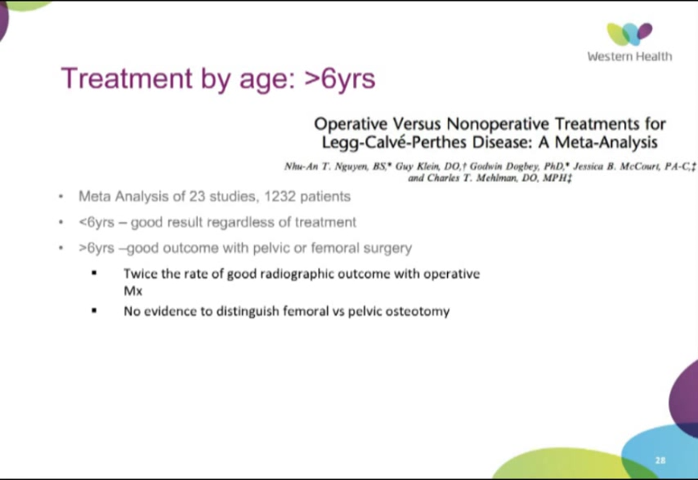 Western Health
Treatment by age: >6yrs
Operative Versus Nonoperative Treatments for
Legg-Calvé-Perthes Disease: A Meta-Analysis
Nhu-An T. Nguyen, BS,* Guy Klein, DO,† Godwin Dogbey, PhD,* Jessica B. McCourt, PA-C,‡
and Charles T. Mehlman, DO, MPH‡
• Meta Analysis of 23 studies, 1232 patients
• <6yrs – good result regardless of treatment
• >6yrs –good outcome with pelvic or femoral surgery
▪ Twice the rate of good radiographic outcome with operative
Mx
▪ No evidence to distinguish femoral vs pelvic osteotomy
28